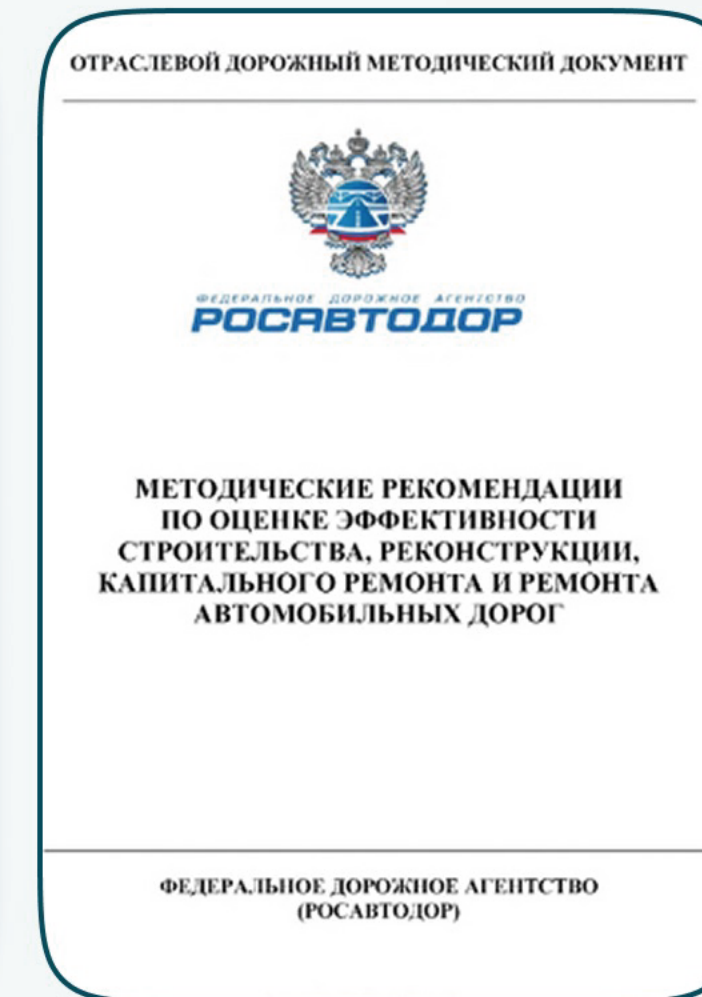 ОТРАСЛЕВОЙ ДОРОЖНЫЙ МЕТОДИЧЕСКИЙ ДОКУМЕНТ
ФЕДЕРАЛЬНОЕ ДОРОЖНОЕ АГЕНТСТВО
РОСАВТОДОР
МЕТОДИЧЕСКИЕ РЕКОМЕНДАЦИИ
ПО ОЦЕНКЕ ЭФФЕКТИВНОСТИ
СТРОИТЕЛЬСТВА, РЕКОНСТРУКЦИИ,
КАПИТАЛЬНОГО РЕМОНТА И РЕМОНТА
АВТОМОБИЛЬНЫХ ДОРОГ
ФЕДЕРАЛЬНОЕ ДОРОЖНОЕ АГЕНТСТВО
(РОСАВТОДОР)